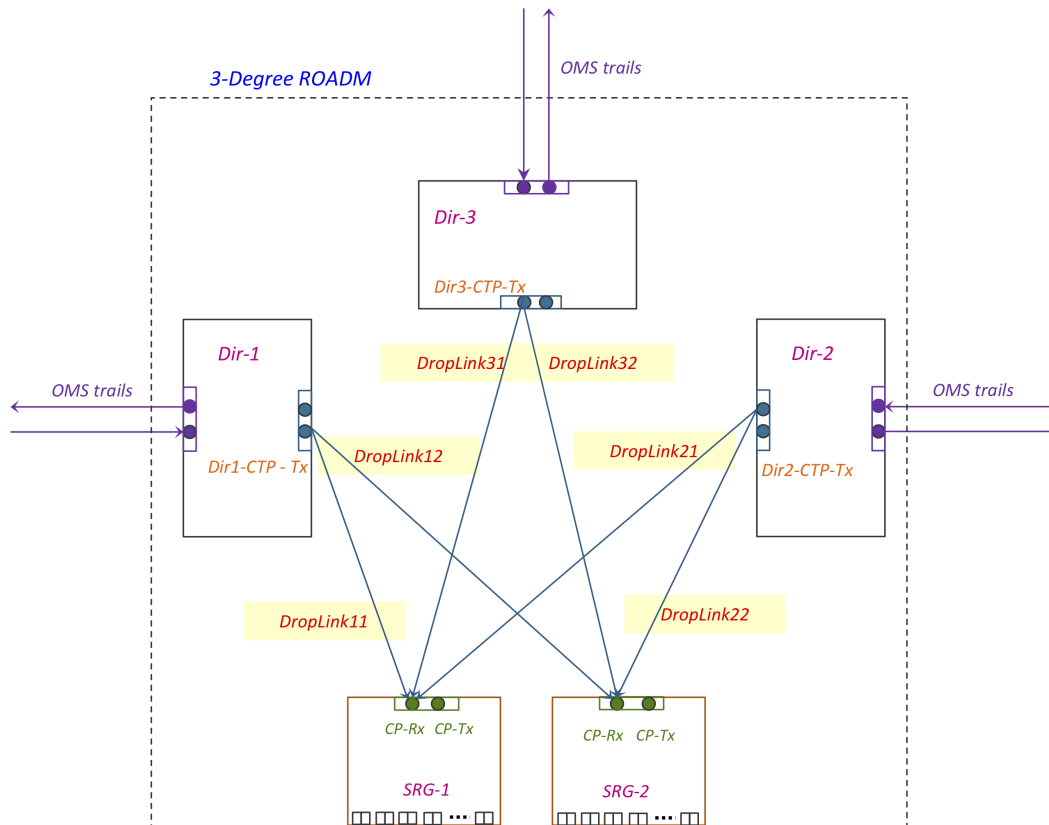 OMS trails
3-Degree ROADM
Dir-3
Dir3-CTP-Tx
Dir-1
Dir-2
DropLink31
DropLink32
OMS trails
OMS trails
DropLink12
DropLink21
Dir1-CTP - Tx
Dir2-CTP-Tx
DropLink11
DropLink22
CP-Rx
CP-Tx
CP-Rx
CP-Tx
SRG-1
SRG-2